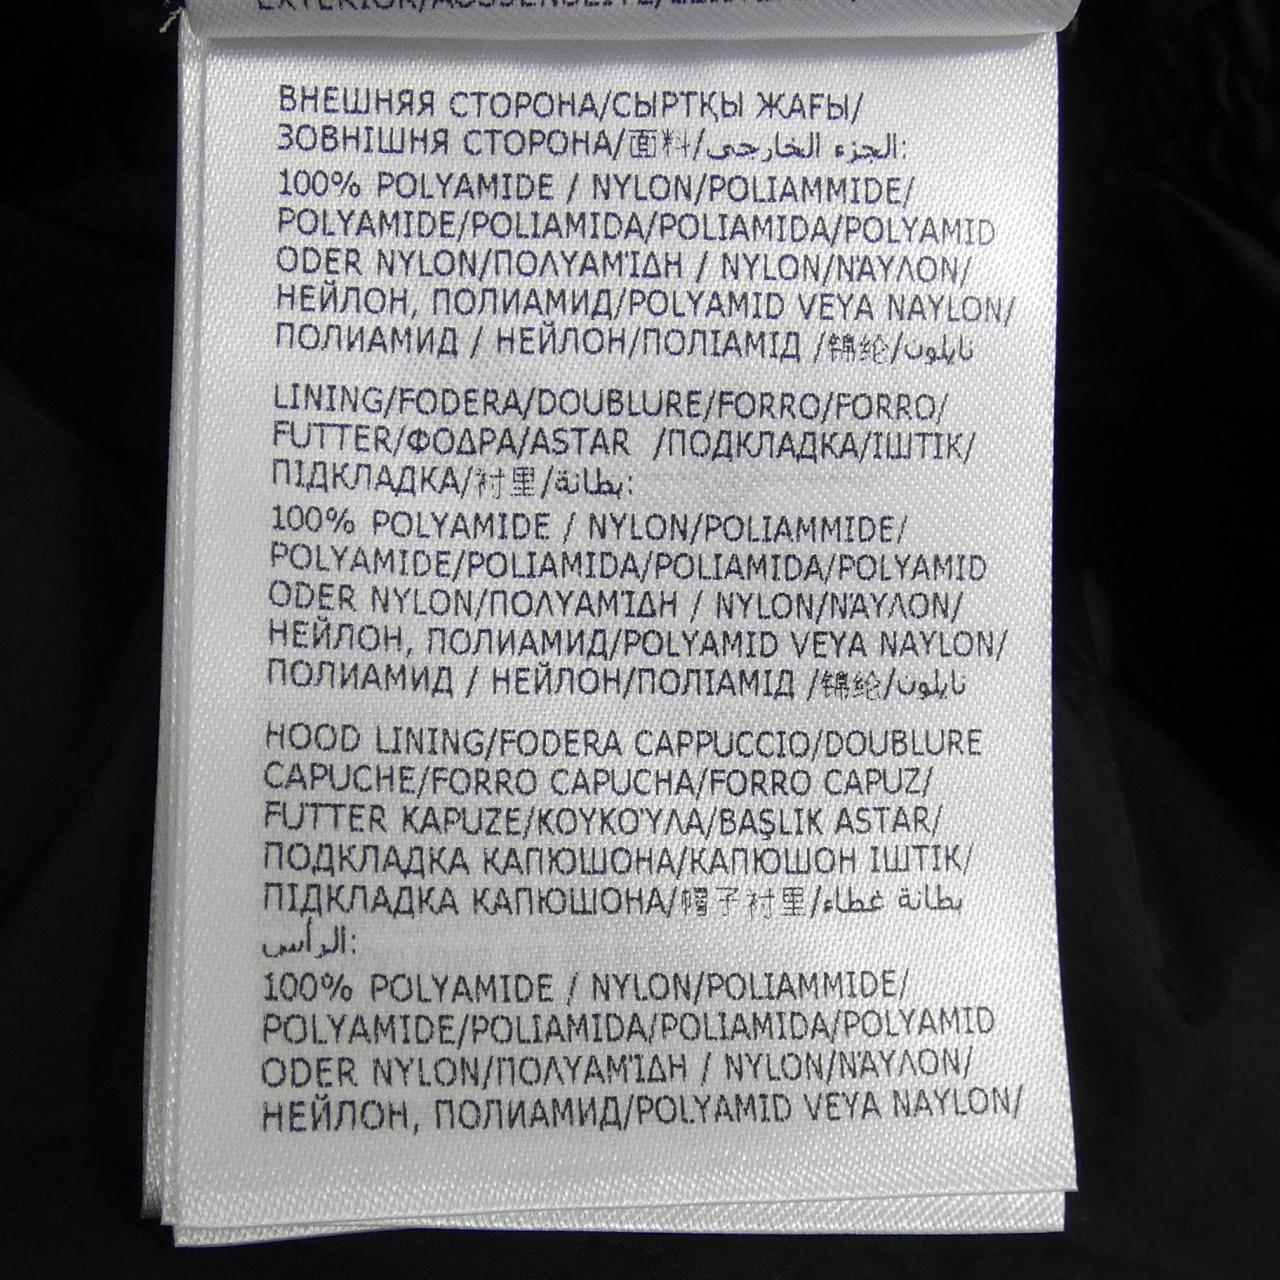 ВНЕШНЯЯ СТОРОНА/СЫРТҚЫ ЖАҒЫ/
ЗОВНІШНЯ СТОРОНА/面料/الجزء الخارجي:
100% POLYAMIDE / NYLON/POLIAMMIDE/
POLYAMIDE/POLIAMIDA/POLIAMIDA/POLYAMID
ODER NYLON/ΠΟΛΥΑΜΊΔΗ / NYLON/ΝΆΥΛΟΝ/
НЕЙЛОН, ПОЛИАМИД/POLYAMID VEYA NAYLON/
ПОЛИАМИД / НЕЙЛОН/ПОЛІАМІД /锦纶/نايلون
LINING/FODERA/DOUBLURE/FORRO/FORRO/
FUTTER/ΦΟΔΡΑ/ASTAR /ПОДКЛАДКА/ІШТІК/
ПІДКЛАДКА/衬里/بطانة:
100% POLYAMIDE / NYLON/POLIAMMIDE/
POLYAMIDE/POLIAMIDA/POLIAMIDA/POLYAMID
ODER NYLON/ΠΟΛΥΑΜΊΔΗ / NYLON/ΝΆΥΛΟΝ/
НЕЙЛОН, ПОЛИАМИД/POLYAMID VEYA NAYLON/
ПОЛИАМИД / НЕЙЛОН/ПОЛІАМІД /锦纶/نايلون
HOOD LINING/FODERA CAPPUCCIO/DOUBLURE
CAPUCHE/FORRO CAPUCHA/FORRO CAPUZ/
FUTTER KAPUZE/ΚΟΥΚΟΎΛΑ/BAŞLIK ASTAR/
ПОДКЛАДКА КАПЮШОНА/КАПЮШОН ІШТІК/
ПІДКЛАДКА КАПЮШОНА/帽子衬里/بطانة غطاء
الرأس:
100% POLYAMIDE / NYLON/POLIAMMIDE/
POLYAMIDE/POLIAMIDA/POLIAMIDA/POLYAMID
ODER NYLON/ΠΟΛΥΑΜΊΔΗ / NYLON/ΝΆΥΛΟΝ/
НЕЙЛОН, ПОЛИАМИД/POLYAMID VEYA NAYLON/